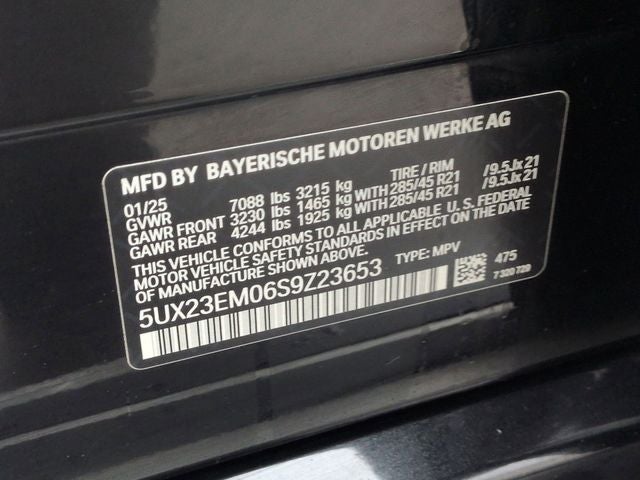 MFD BY BAYERISCHE MOTOREN WERKE AG
01/25 TIRE / RIM
GVWR 7088 lbs 3215 kg
GAWR FRONT 3230 lbs 1465 kg WITH 285/45 R21 / 9.5Jx21
GAWR REAR 4244 lbs 1925 kg WITH 285/45 R21 / 9.5Jx21
THIS VEHICLE CONFORMS TO ALL APPLICABLE U.S. FEDERAL
MOTOR VEHICLE SAFETY STANDARDS IN EFFECT ON THE DATE
OF MANUFACTURE SHOWN ABOVE.
TYPE: MPV 475
5UX23EM06S9Z23653 7 320 729